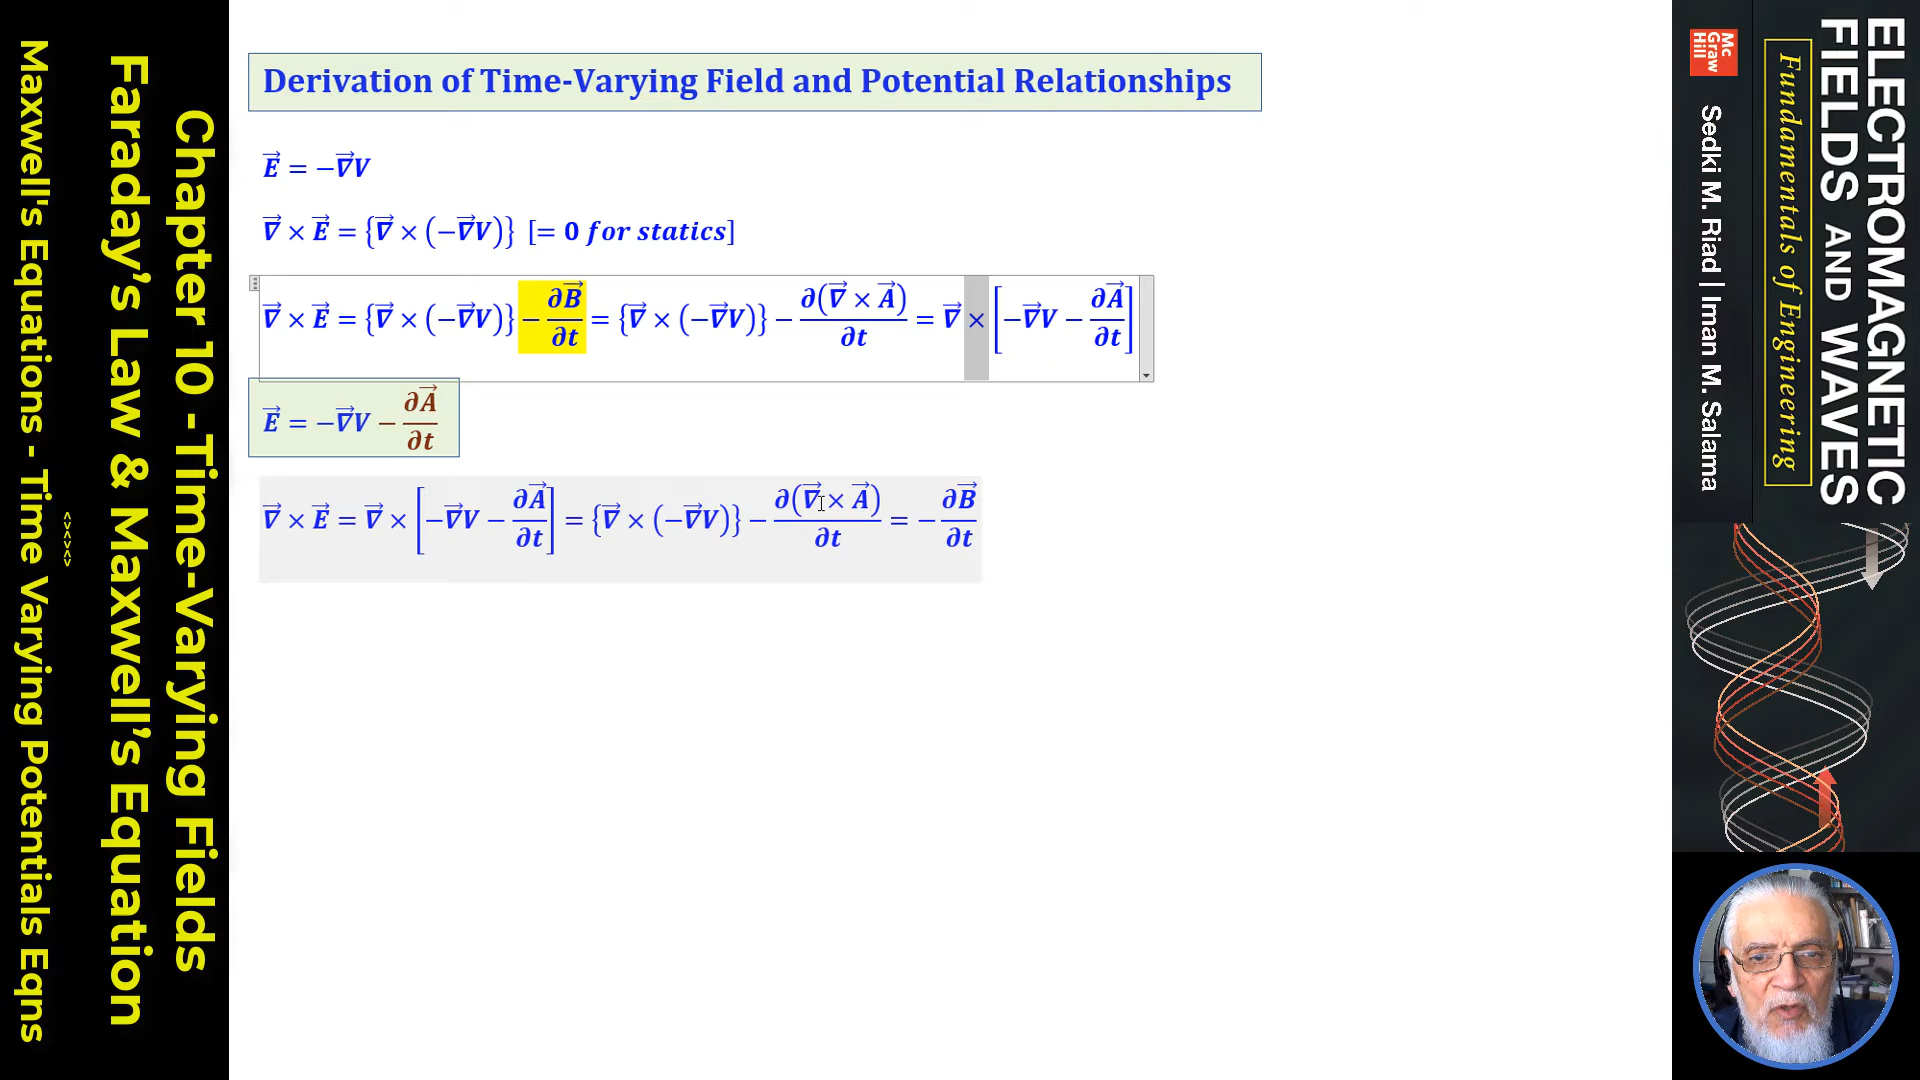 Chapter 10 -Time-Varying Fields
Faraday's Law & Maxwell's Equation
<<<>>
Maxwell's Equations - Time Varying Potentials Eqns
Derivation of Time-Varying Field and Potential Relationships
E⃗ = −∇⃗V
∇⃗ × E⃗ = {∇⃗ × (−∇⃗V)} [= 0 for statics]
∇⃗ × E⃗ = {∇⃗ × (−∇⃗V)} − ∂B⃗/∂t = {∇⃗ × (−∇⃗V)} − ∂(∇⃗ × A⃗)/∂t = ∇⃗ × [−∇⃗V − ∂A⃗/∂t]
E⃗ = −∇⃗V − ∂A⃗/∂t
∇⃗ × E⃗ = ∇⃗ × [−∇⃗V − ∂A⃗/∂t] = {∇⃗ × (−∇⃗V)} − ∂(∇⃗ × A⃗)/∂t = − ∂B⃗/∂t
ELECTROMAGNETIC
FIELDS AND WAVES
Fundamentals of Engineering
Mc
Graw
Hill
Sedki M. Riad | Iman M. Salama